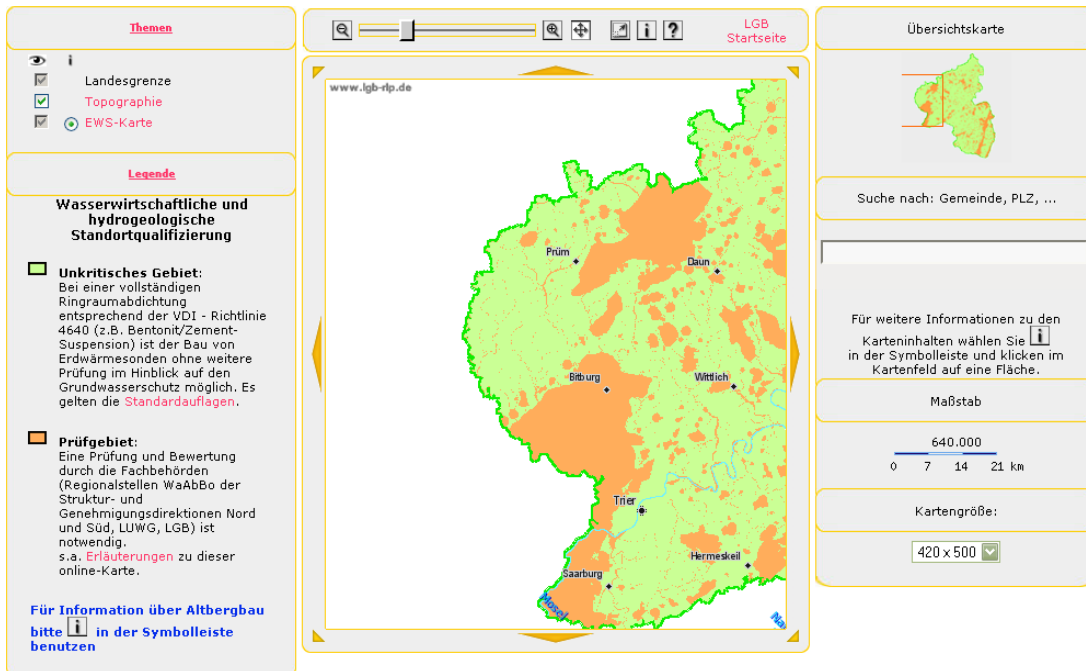 Themen
Landesgrenze
Topographie
EWS-Karte
Legende
Wasserwirtschaftliche und
hydrogeologische
Standortqualifizierung
Unkritisches Gebiet:
Bei einer vollständigen
Ringraumabdichtung
entsprechend der VDI - Richtlinie
4640 (z.B. Bentonit/Zement-
Suspension) ist der Bau von
Erdwärmesonden ohne weitere
Prüfung im Hinblick auf den
Grundwasserschutz möglich. Es
gelten die Standardauflagen.
Prüfgebiet:
Eine Prüfung und Bewertung
durch die Fachbehörden
(Regionalstellen WaAbBo der
Struktur- und
Genehmigungsdirektionen Nord
und Süd, LUWG, LGB) ist
notwendig.
s.a. Erläuterungen zu dieser
online-Karte.
Für Information über Altbergbau
bitte i in der Symbolleiste
benutzen
LGB
Startseite
www.lgb-rlp.de
Prüm
Daun
Bitburg
Wittlich
Trier
Hermeskeil
Saarburg
Mosel
Na
Übersichtskarte
Suche nach: Gemeinde, PLZ, ...
Für weitere Informationen zu den
Karteninhalten wählen Sie i
in der Symbolleiste und klicken im
Kartenfeld auf eine Fläche.
Maßstab
640.000
0 7 14 21 km
Kartengröße:
420 x 500